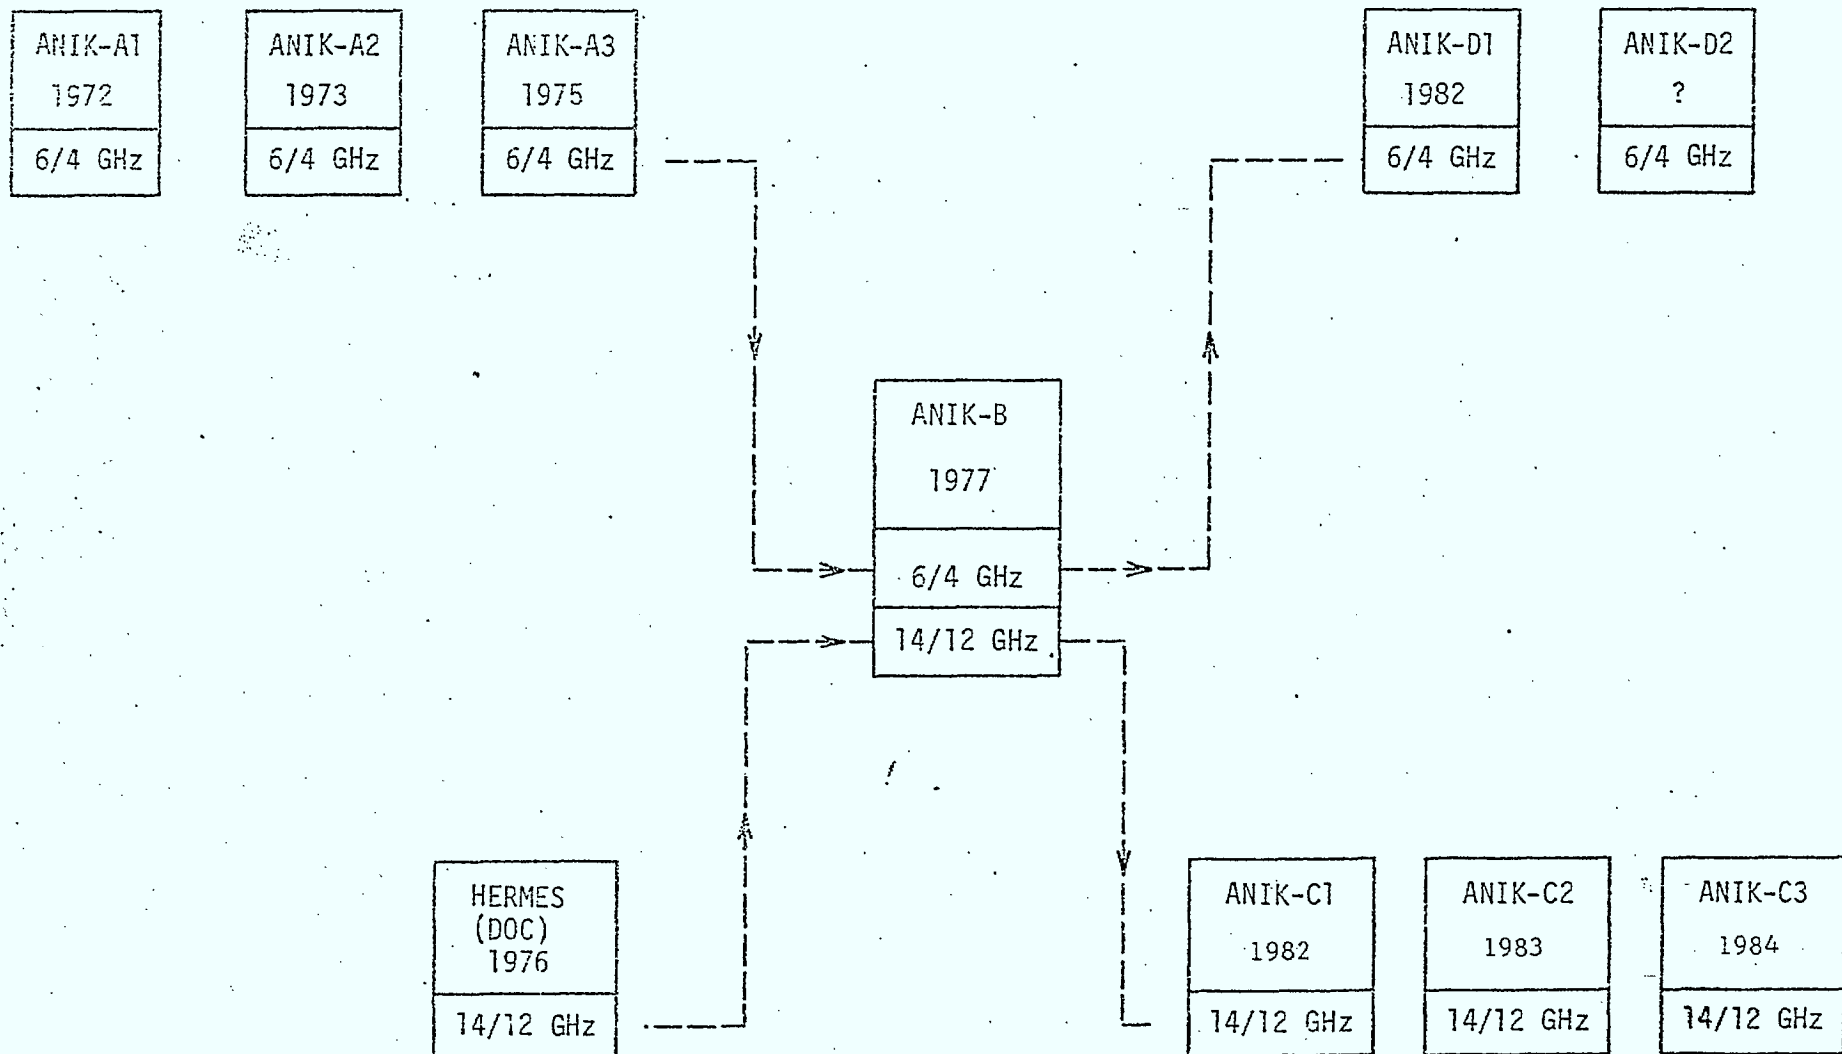 ANIK-A1
1972
6/4 GHz
ANIK-A2
1973
6/4 GHz
ANIK-A3
1975
6/4 GHz
ANIK-D1
1982
6/4 GHz
ANIK-D2
?
6/4 GHz
ANIK-B
1977
6/4 GHz
14/12 GHz
HERMES
(DOC)
1976
14/12 GHz
ANIK-C1
1982
14/12 GHz
ANIK-C2
1983
14/12 GHz
ANIK-C3
1984
14/12 GHz